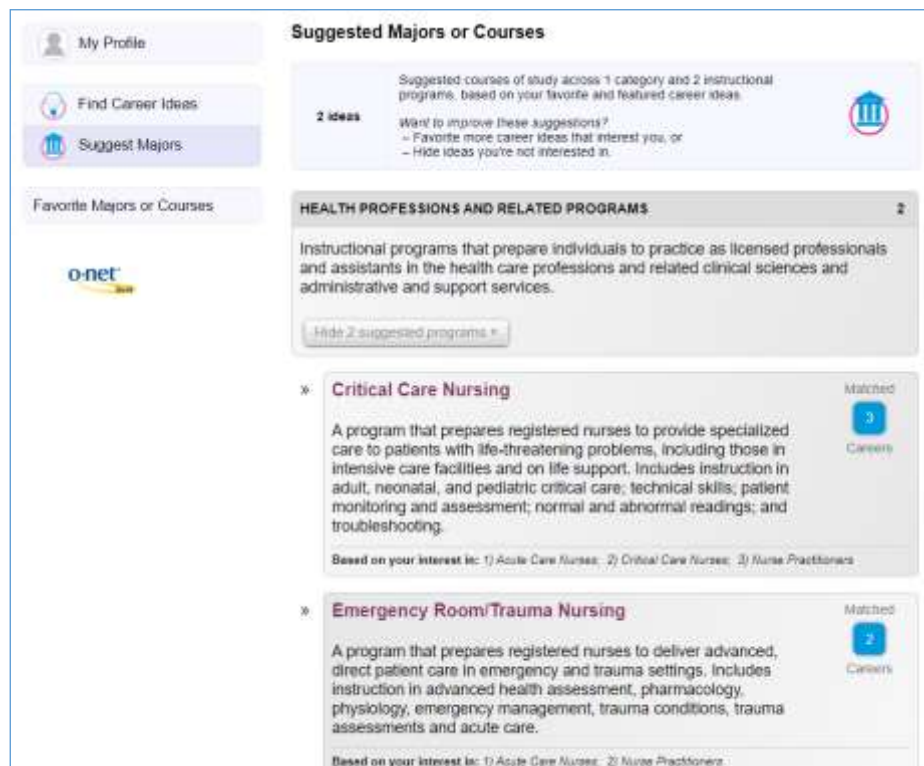 My Profile
Find Career Ideas
Suggest Majors
Favorite Majors or Courses
o·net
Suggested Majors or Courses
2 ideas
Suggested courses of study across 1 category and 2 instructional
programs, based on your favorite and featured career ideas.
Want to improve these suggestions?
– Favorite more career ideas that interest you, or
– Hide ideas you're not interested in.
HEALTH PROFESSIONS AND RELATED PROGRAMS 2
Instructional programs that prepare individuals to practice as licensed professionals
and assistants in the health care professions and related clinical sciences and
administrative and support services.
Hide 2 suggested programs
» Critical Care Nursing
Matched
3
Careers
A program that prepares registered nurses to provide specialized
care to patients with life-threatening problems, including those in
intensive care facilities and on life support. Includes instruction in
adult, neonatal, and pediatric critical care; technical skills; patient
monitoring and assessment; normal and abnormal readings; and
troubleshooting.
Based on your interest in: 1) Acute Care Nurses; 2) Critical Care Nurses; 3) Nurse Practitioners
» Emergency Room/Trauma Nursing
Matched
2
Careers
A program that prepares registered nurses to deliver advanced,
direct patient care in emergency and trauma settings. Includes
instruction in advanced health assessment, pharmacology,
physiology, emergency management, trauma conditions, trauma
assessments and acute care.
Based on your interest in: 1) Acute Care Nurses; 2) Nurse Practitioners